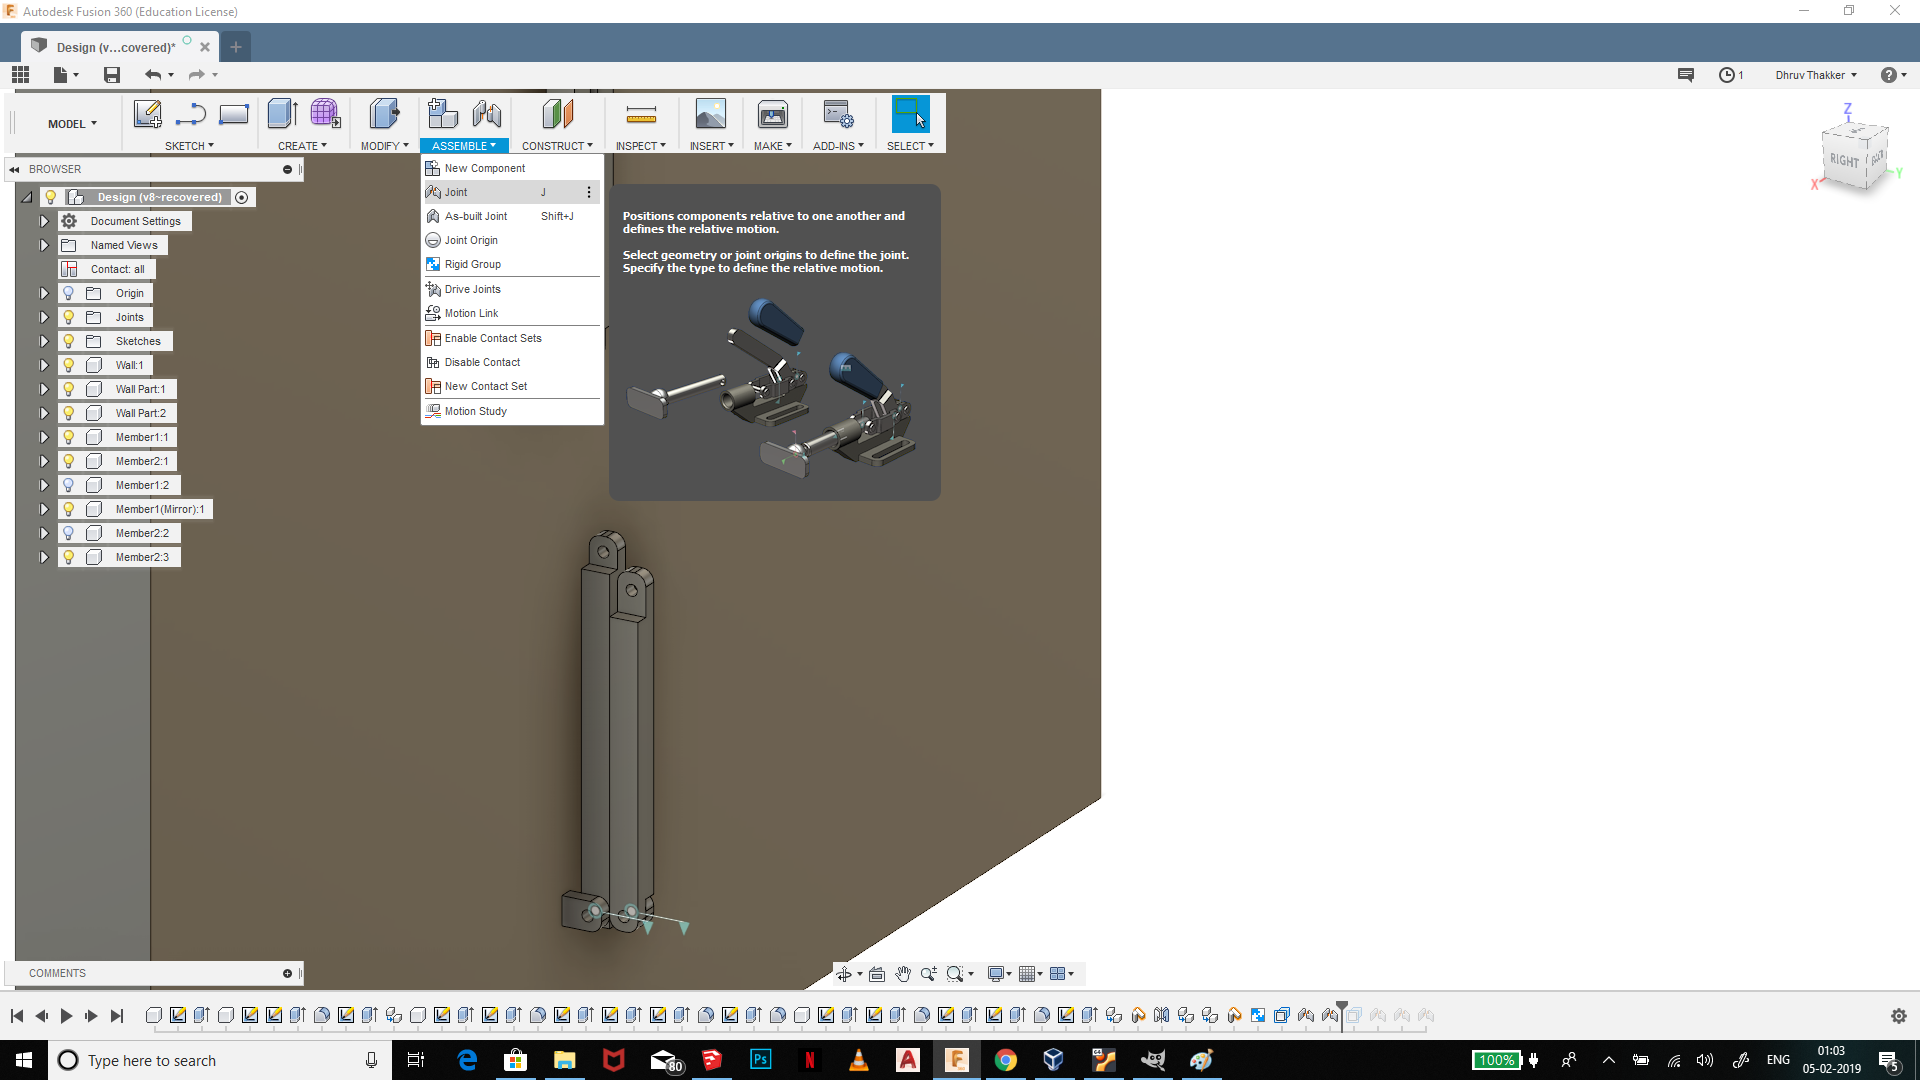 Autodesk Fusion 360 (Education License)
Design (v...covered)*
1
Dhruv Thakker
MODEL
SKETCH
CREATE
MODIFY
ASSEMBLE
CONSTRUCT
INSPECT
INSERT
MAKE
ADD-INS
SELECT
BROWSER
Design (v8~recovered)
Document Settings
Named Views
Contact: all
Origin
Joints
Sketches
Wall:1
Wall Part:1
Wall Part:2
Member1:1
Member2:1
Member1:2
Member1(Mirror):1
Member2:2
Member2:3
New Component
Joint J
As-built Joint Shift+J
Joint Origin
Rigid Group
Drive Joints
Motion Link
Enable Contact Sets
Disable Contact
New Contact Set
Motion Study
Positions components relative to one another and
defines the relative motion.
Select geometry or joint origins to define the joint.
Specify the type to define the relative motion.
Z
RIGHT
X
Y
COMMENTS
Type here to search
80
Ps
N
A
F
100%
ENG
01:03
05-02-2019
5